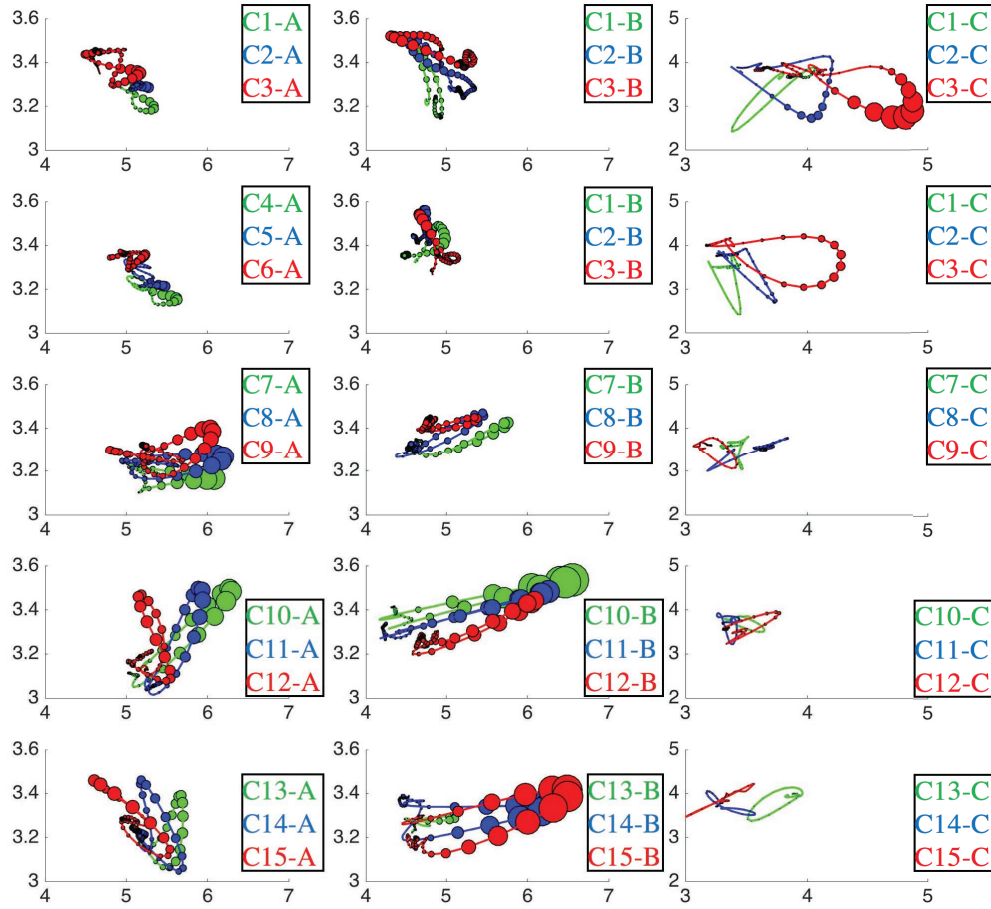 3.6
3.4
3.2
3
4 5 6 7
C1-A
C2-A
C3-A
3.6
3.4
3.2
3
4 5 6 7
C1-B
C2-B
C3-B
5
4
3
2
3 4 5
C1-C
C2-C
C3-C
3.6
3.4
3.2
3
4 5 6 7
C4-A
C5-A
C6-A
3.6
3.4
3.2
3
4 5 6 7
C1-B
C2-B
C3-B
5
4
3
2
3 4 5
C1-C
C2-C
C3-C
3.6
3.4
3.2
3
4 5 6 7
C7-A
C8-A
C9-A
3.6
3.4
3.2
3
4 5 6 7
C7-B
C8-B
C9-B
5
4
3
2
3 4 5
C7-C
C8-C
C9-C
3.6
3.4
3.2
3
4 5 6 7
C10-A
C11-A
C12-A
3.6
3.4
3.2
3
4 5 6 7
C10-B
C11-B
C12-B
5
4
3
2
3 4 5
C10-C
C11-C
C12-C
3.6
3.4
3.2
3
4 5 6 7
C13-A
C14-A
C15-A
3.6
3.4
3.2
3
4 5 6 7
C13-B
C14-B
C15-B
5
4
3
2
3 4 5
C13-C
C14-C
C15-C